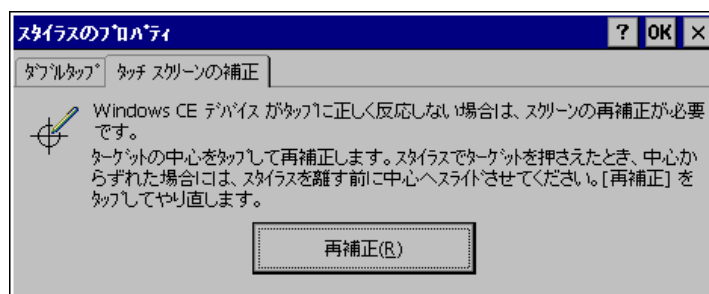 ｽﾀｲﾗｽのﾌﾟﾛﾊﾟﾃｨ ? OK ×
ﾀﾞﾌﾞﾙﾀｯﾌﾟ ﾀｯﾁ ｽｸﾘｰﾝの補正
Windows CE ﾃﾞﾊﾞｲｽ がﾀｯﾌﾟに正しく反応しない場合は、ｽｸﾘｰﾝの再補正が必要
です。
ﾀｰｹﾞｯﾄの中心をﾀｯﾌﾟして再補正します。ｽﾀｲﾗｽでﾀｰｹﾞｯﾄを押さえたとき、中心か
らずれた場合には、ｽﾀｲﾗｽを離す前に中心へｽﾗｲﾄﾞさせてください。[再補正] を
ﾀｯﾌﾟしてやり直します。
再補正(R)